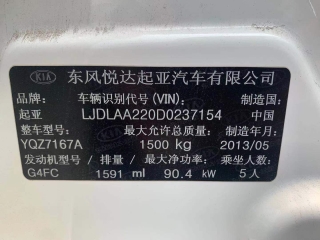 KIA 东风悦达起亚汽车有限公司
品牌: 车辆识别代号(VIN): 制造国:
起亚 LJDLAA220D0237154 中国
整车型号: 最大允许总质量: 制造年月:
YQZ7167A 1500 kg 2013/05
发动机型号 / 排量 / 最大净功率: 乘坐人数:
G4FC 1591 ml 90.4 kW 5人